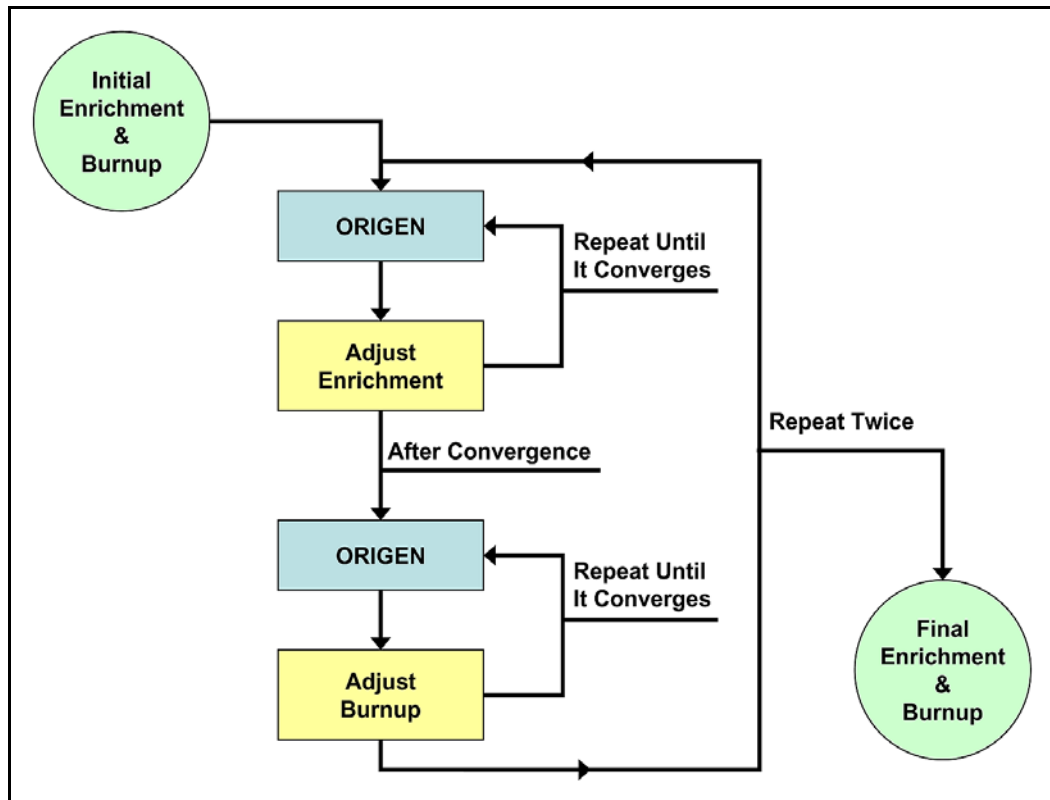 Initial
Enrichment
&
Burnup
ORIGEN
Repeat Until
It Converges
Adjust
Enrichment
After Convergence
Repeat Twice
ORIGEN
Repeat Until
It Converges
Adjust
Burnup
Final
Enrichment
&
Burnup